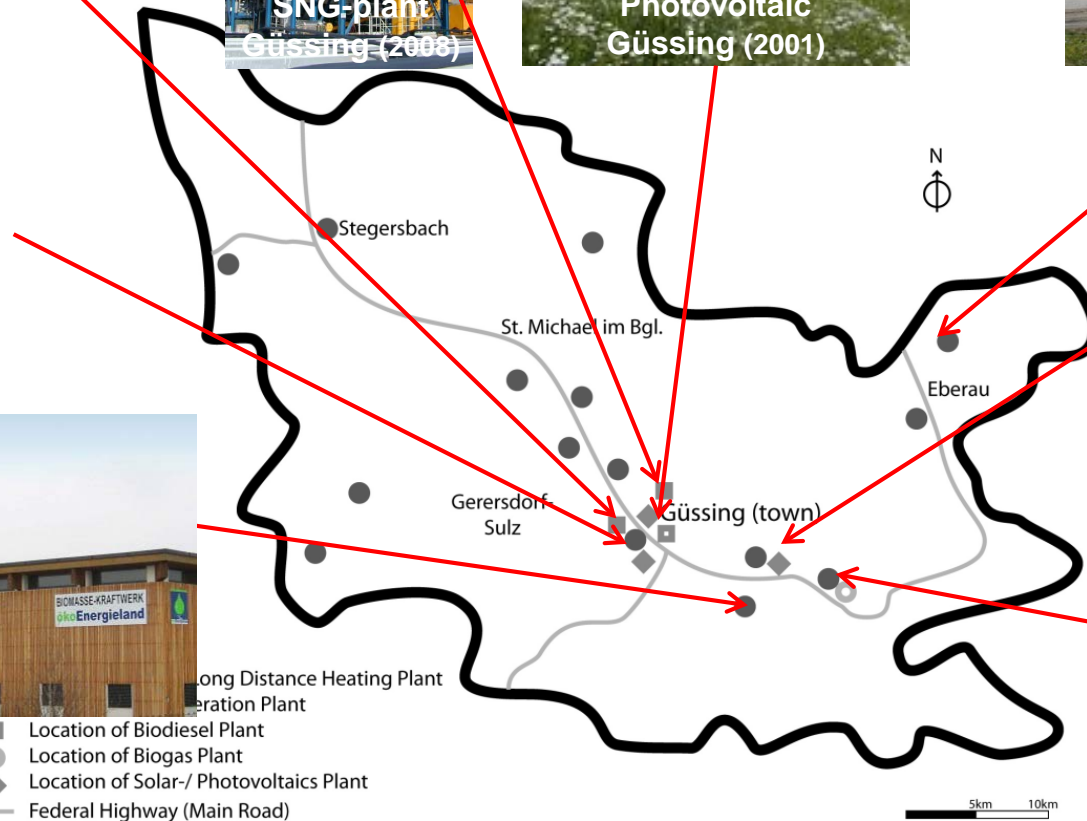 SNG-plant
Güssing (2008)
Photovoltaic
Güssing (2001)
N
Stegersbach
St. Michael im Bgl.
Eberau
Gerersdorf-
Sulz
Güssing (town)
BIOMASSE-KRAFTWERK
ökoEnergieland
Long Distance Heating Plant
eration Plant
Location of Biodiesel Plant
Location of Biogas Plant
Location of Solar-/ Photovoltaics Plant
Federal Highway (Main Road)
5km 10km